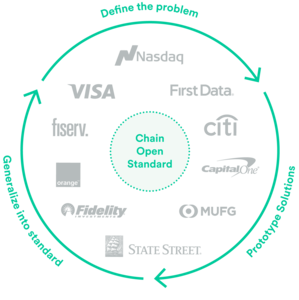 Define the problem
Nasdaq
VISA
First Data.
fiserv.
citi
Chain
Open
Standard
orange
Capital One
Fidelity
MUFG
STATE STREET.
Prototype Solutions
Generalize into standard